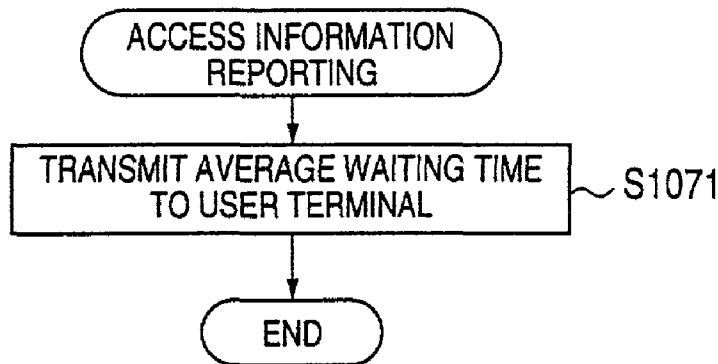 ACCESS INFORMATION
REPORTING
TRANSMIT AVERAGE WAITING TIME
TO USER TERMINAL
S1071
END